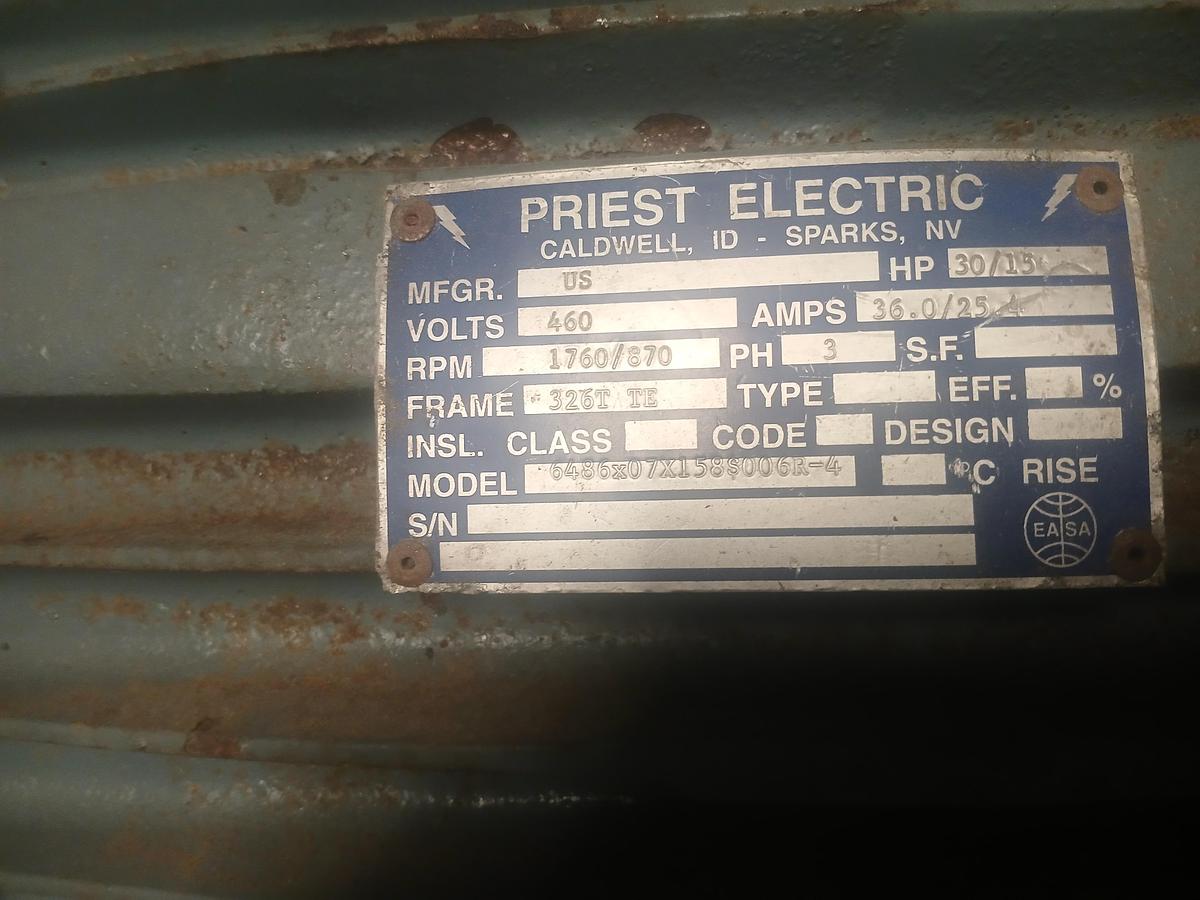 PRIEST ELECTRIC
CALDWELL, ID - SPARKS, NV
MFGR. US HP 30/15
VOLTS 460 AMPS 36.0/25.4
RPM 1760/870 PH 3 S.F.
FRAME 326T TE TYPE EFF. %
INSL. CLASS CODE DESIGN
MODEL 6486x07X158S006R-4 °C RISE
S/N
EASA